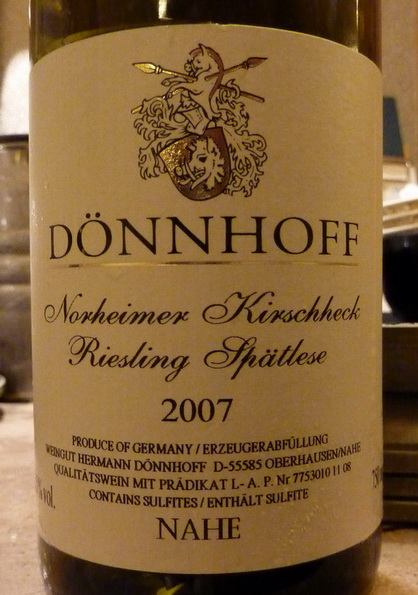 DÖNNHOFF
Norheimer Kirschheck
Riesling Spätlese
2007
PRODUCE OF GERMANY / ERZEUGERABFÜLLUNG
WEINGUT HERMANN DÖNNHOFF D-55585 OBERHAUSEN/NAHE
QUALITÄTSWEIN MIT PRÄDIKAT L- A. P. Nr 7753010 11 08
CONTAINS SULFITES / ENTHÄLT SULFITE
% vol.
NAHE